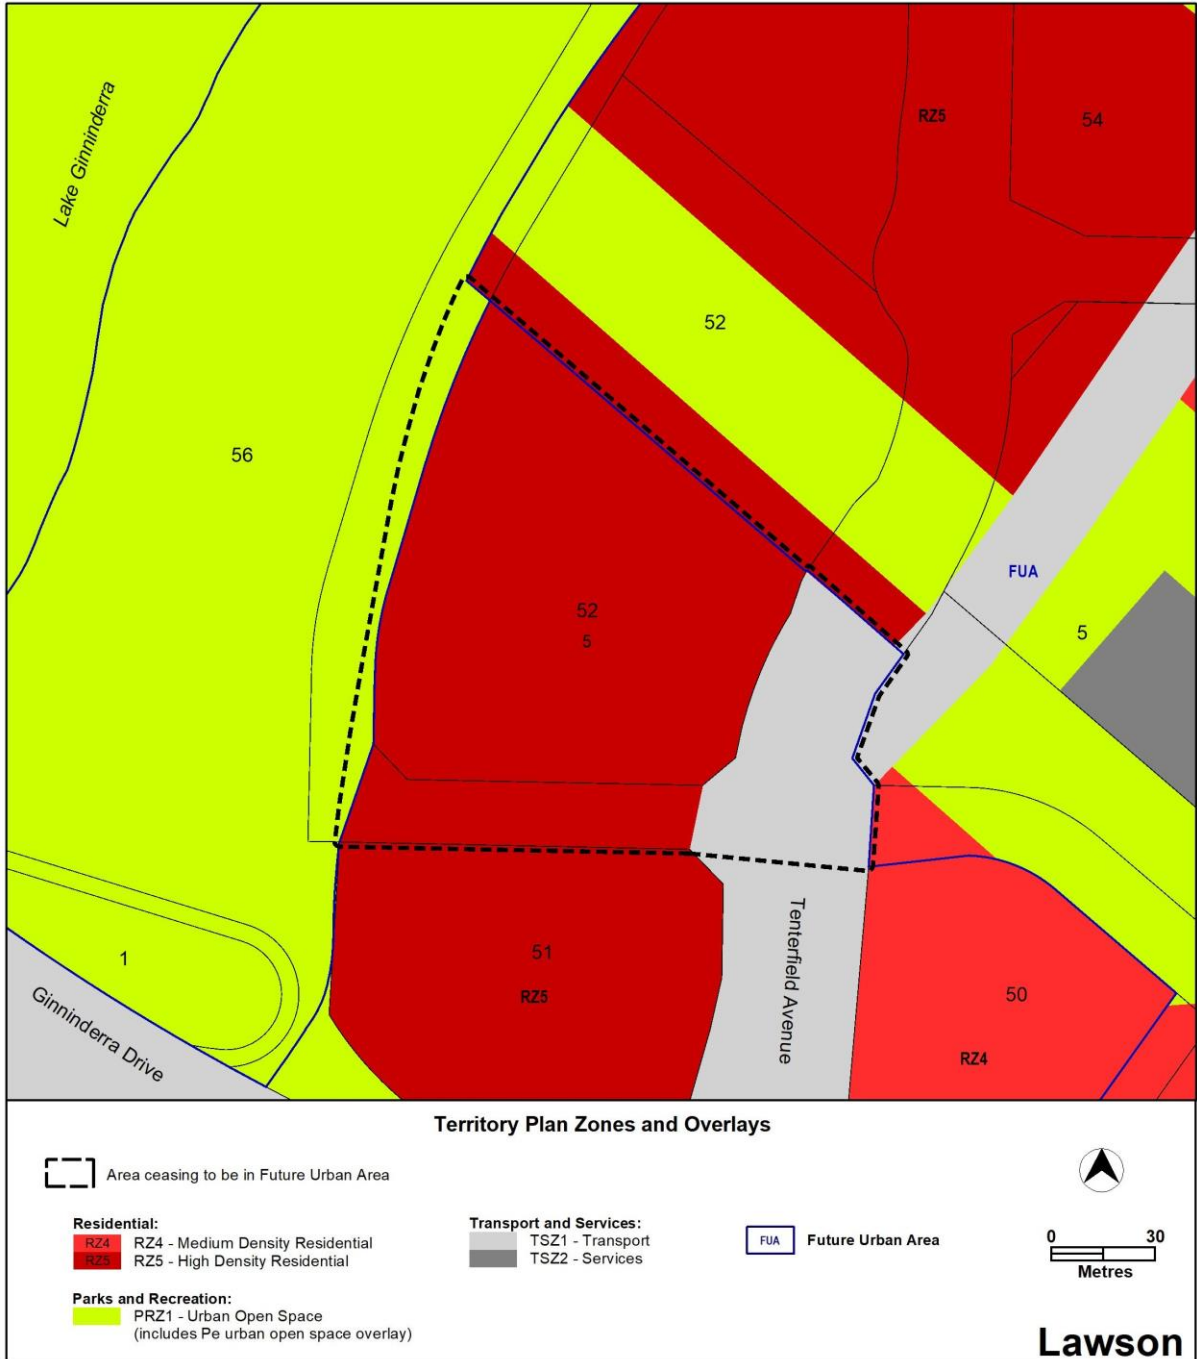 Lake Ginninderra
RZ5
54
52
56
FUA
52
5
5
1
51
RZ5
Tenterfield Avenue
50
RZ4
Ginninderra Drive
Territory Plan Zones and Overlays
Area ceasing to be in Future Urban Area
Residential:
RZ4 RZ4 - Medium Density Residential
RZ5 RZ5 - High Density Residential
Parks and Recreation:
PRZ1 - Urban Open Space
(includes Pe urban open space overlay)
Transport and Services:
TSZ1 - Transport
TSZ2 - Services
FUA Future Urban Area
0 30
Metres
Lawson